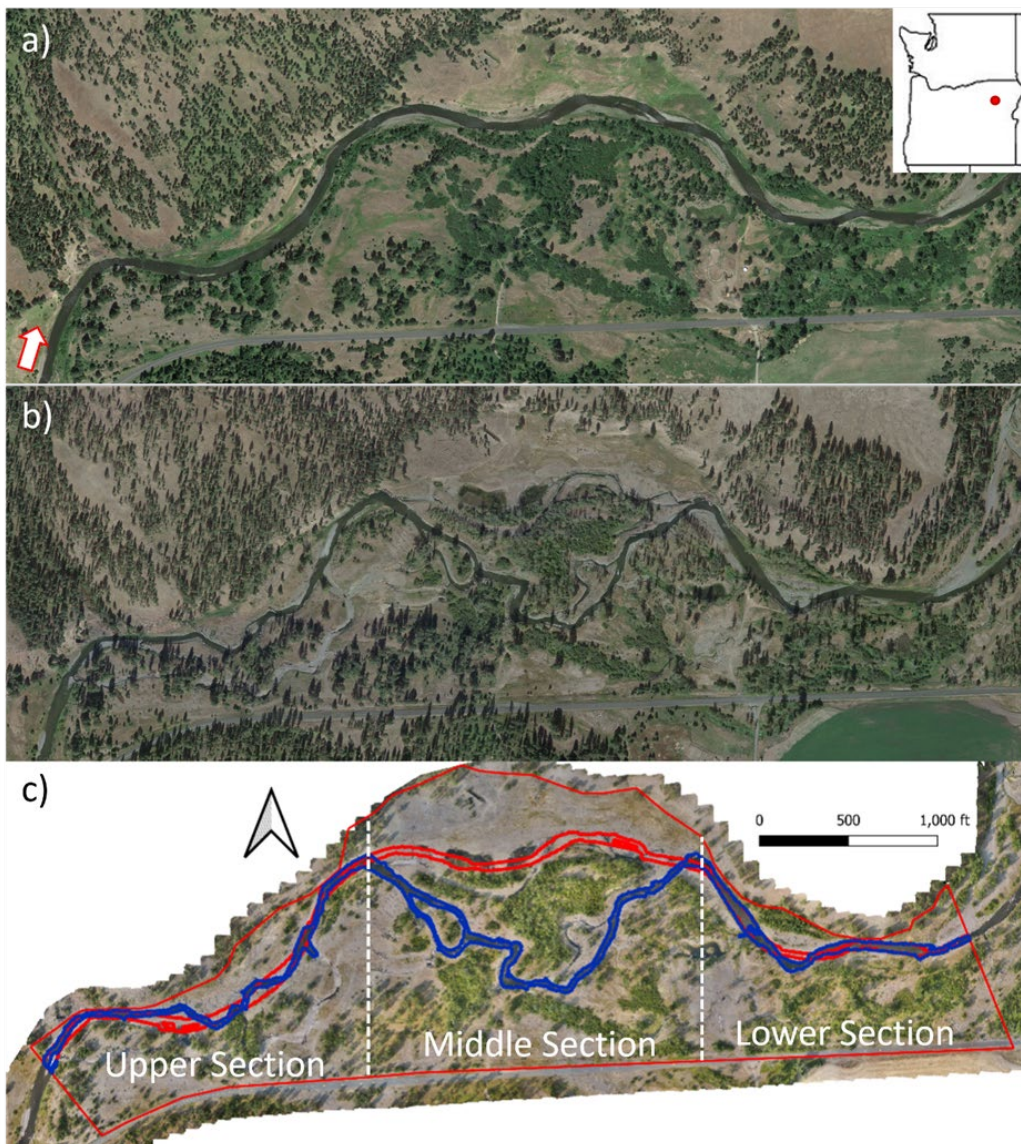 a)
b)
c)
0 500 1,000 ft
Upper Section
Middle Section
Lower Section